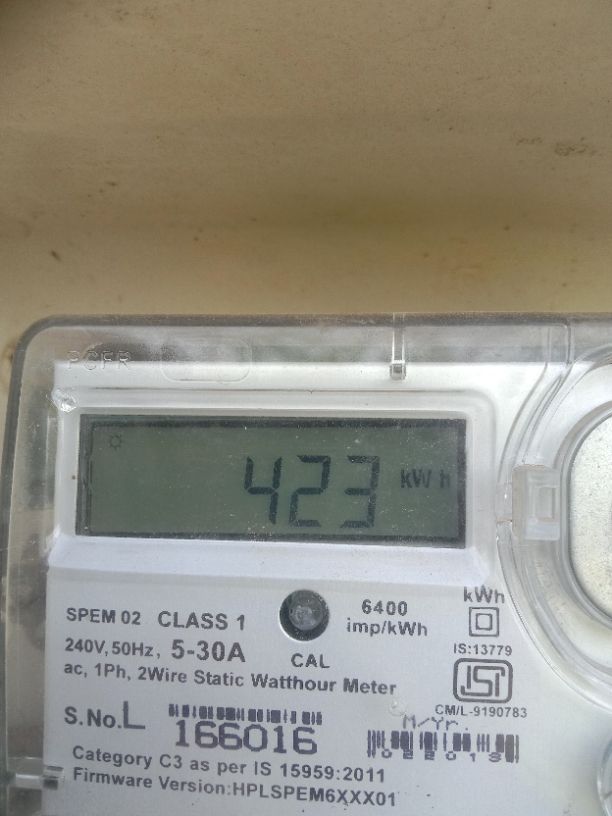 PCFR
423 kWh
kWh
SPEM 02 CLASS 1
6400
imp/kWh
240V, 50Hz, 5-30A
CAL
IS:13779
ac, 1Ph, 2Wire Static Watthour Meter
ISI
CM/L-9190783
S.No.L
166016
M/Yr.
022019
Category C3 as per IS 15959:2011
Firmware Version:HPLSPEM6XXX01